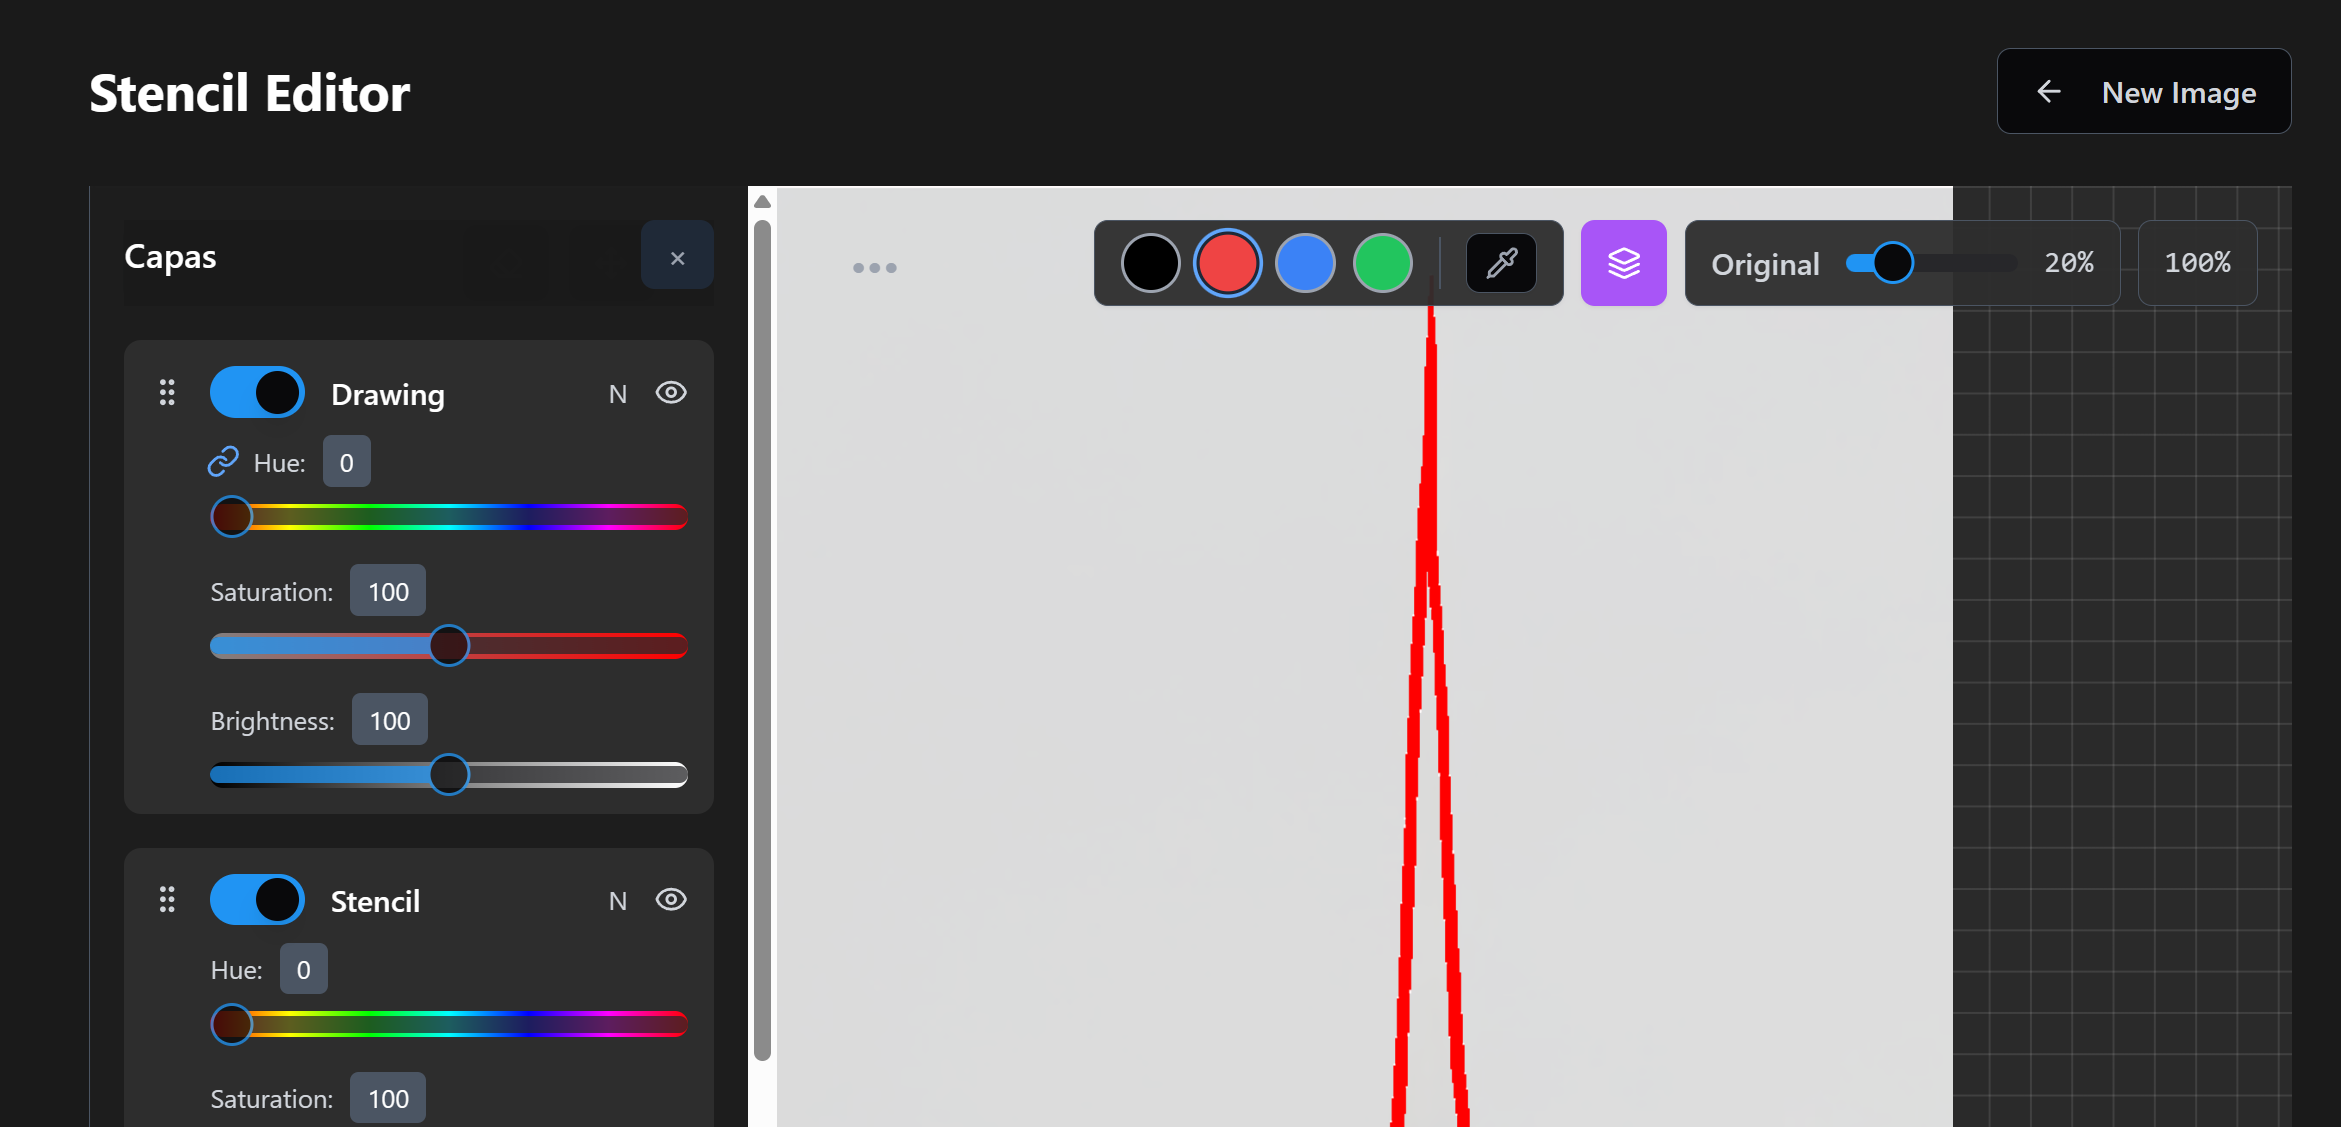 Stencil Editor
New Image
Capas
×
Original
20%
100%
Drawing
N
Hue:
0
Saturation:
100
Brightness:
100
Stencil
N
Hue:
0
Saturation:
100